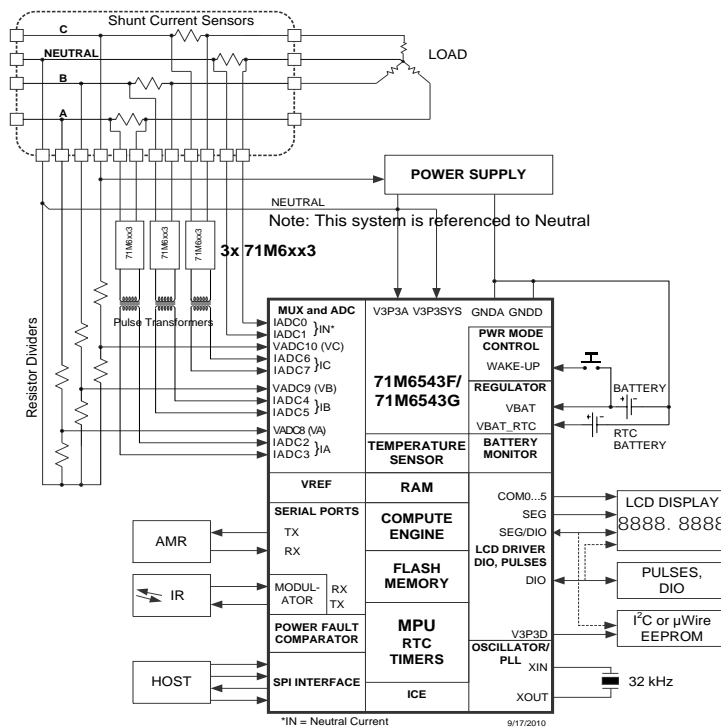 Shunt Current Sensors
C
NEUTRAL
B
A
LOAD
POWER SUPPLY
NEUTRAL
Note: This system is referenced to Neutral
71M6xx3
71M6xx3
71M6xx3
3x 71M6xx3
Pulse Transformers
Resistor Dividers
MUX and ADC
IADC0
IADC1
}IN*
VADC10 (VC)
IADC6
IADC7
}IC
VADC9 (VB)
IADC4
IADC5
}IB
VADC8 (VA)
IADC2
IADC3
}IA
V3P3A
V3P3SYS
GNDA
GNDD
71M6543F/
71M6543G
PWR MODE
CONTROL
WAKE-UP
REGULATOR
VBAT
VBAT_RTC
BATTERY
MONITOR
BATTERY
RTC
BATTERY
TEMPERATURE
SENSOR
VREF
RAM
SERIAL PORTS
TX
RX
AMR
COMPUTE
ENGINE
FLASH
MEMORY
MODUL-
ATOR
RX
TX
IR
POWER FAULT
COMPARATOR
MPU
RTC
TIMERS
SPI INTERFACE
HOST
ICE
COM0...5
SEG
SEG/DIO
LCD DRIVER
DIO, PULSES
DIO
V3P3D
OSCILLATOR/
PLL
XIN
XOUT
LCD DISPLAY
8888. 8888
PULSES,
DIO
I²C or µWire
EEPROM
32 kHz
*IN = Neutral Current
9/17/2010